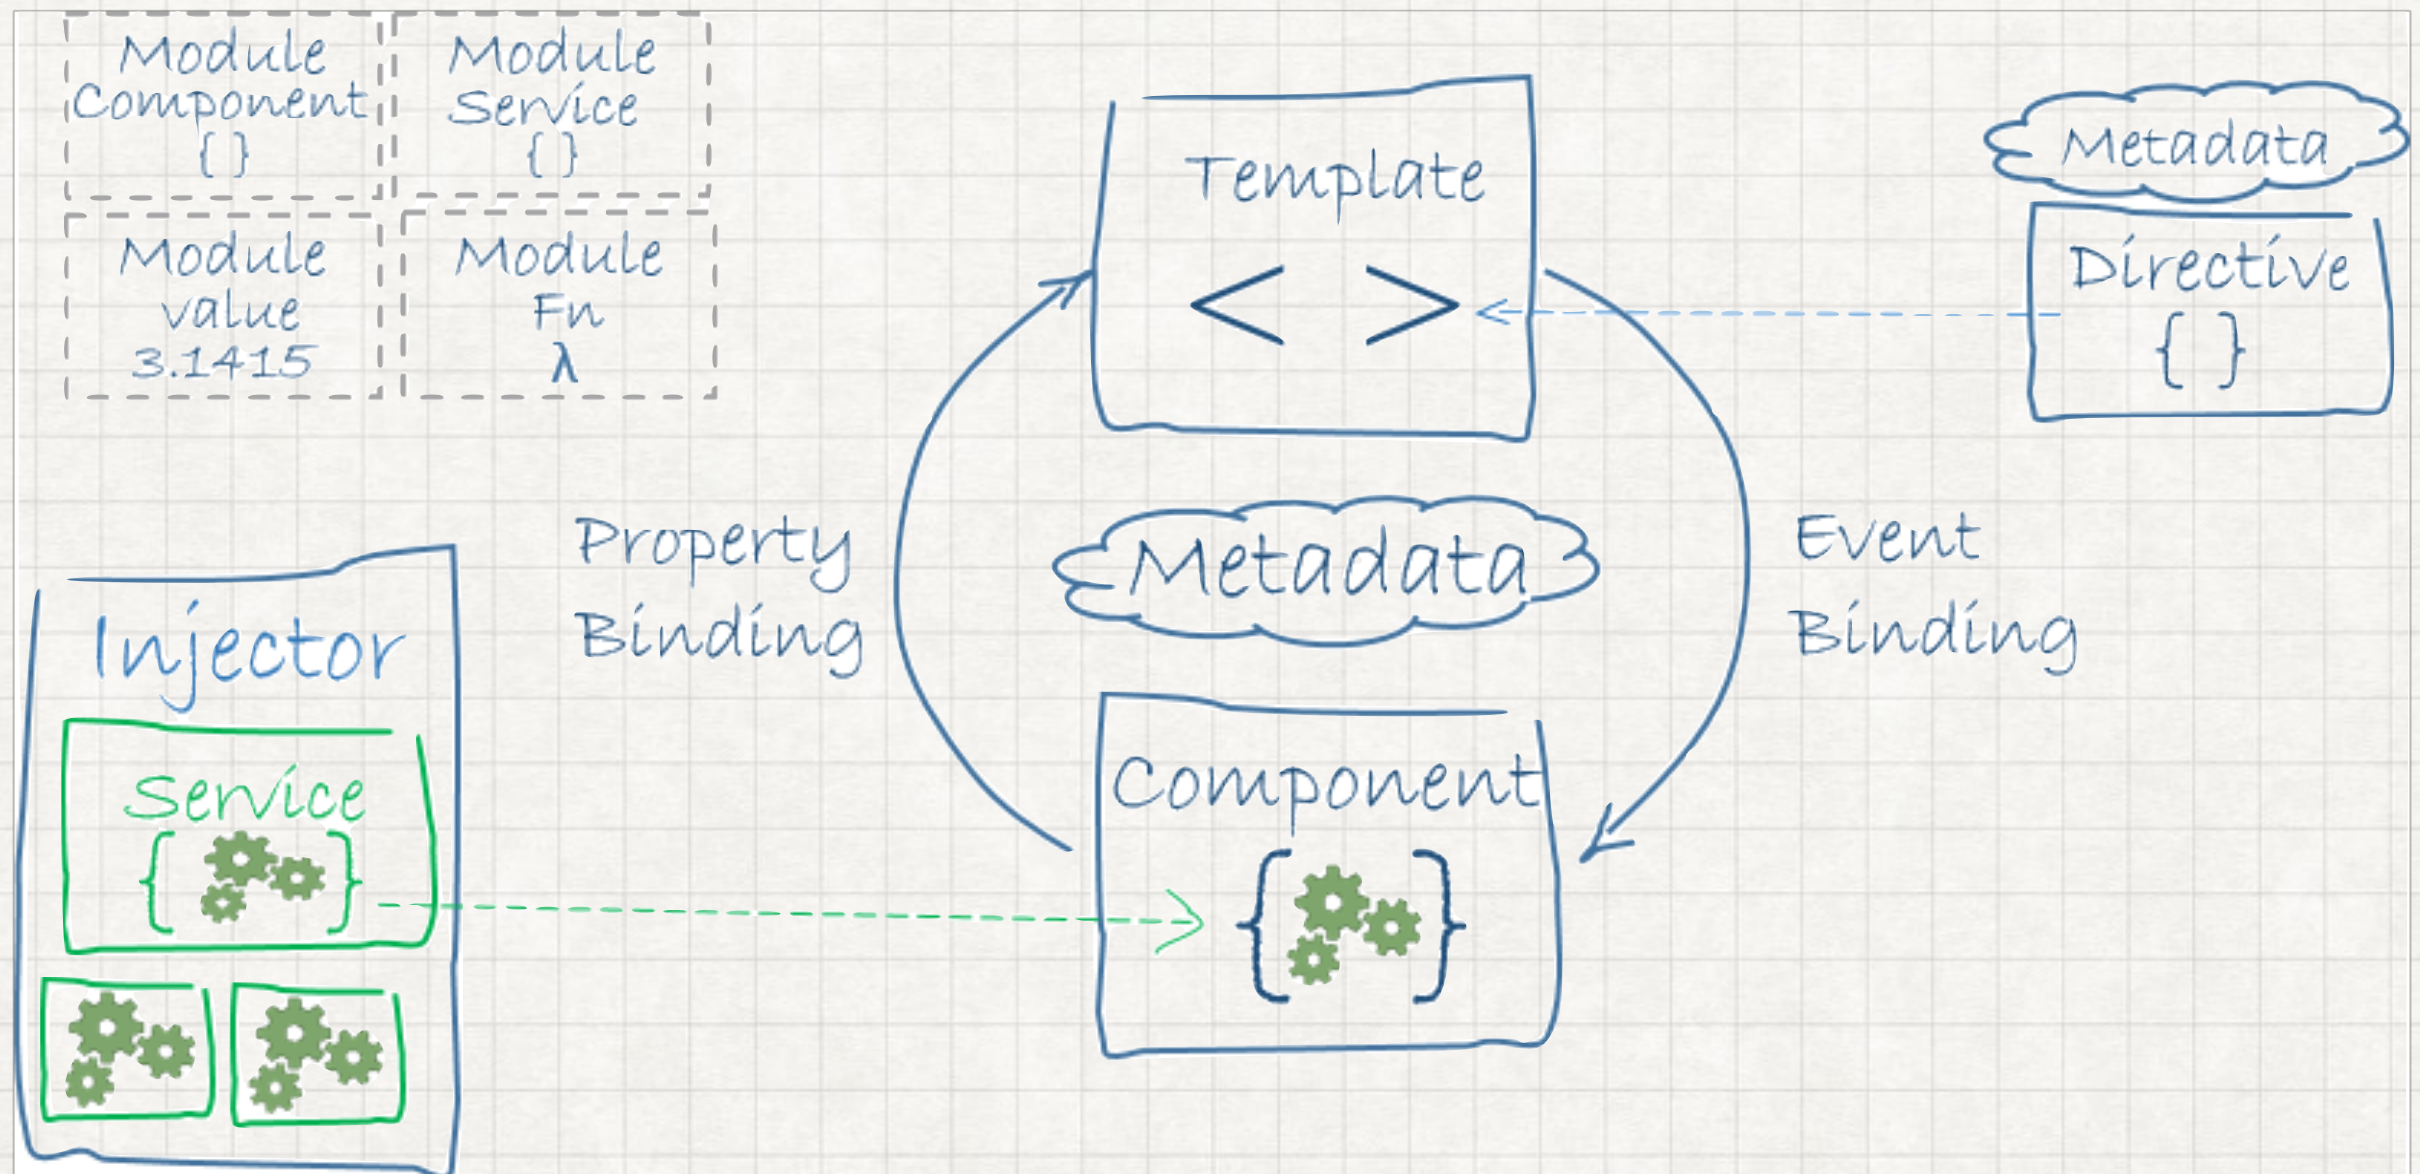 Module
Component
{ }
Module
Service
{ }
Module
value
3.1415
Module
Fn
λ
Template
< >
Metadata
Directive
{ }
Property
Binding
Metadata
Event
Binding
Injector
Service
{ }
Component
{ }